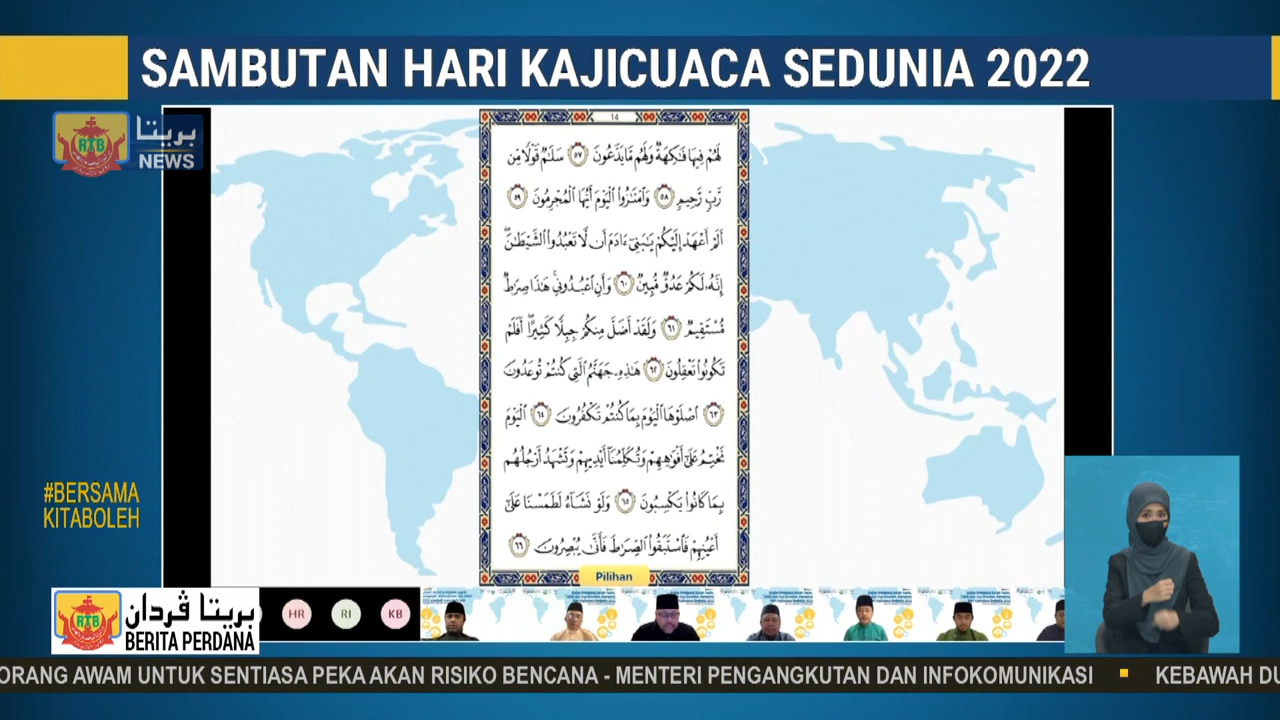 SAMBUTAN HARI KAJICUACA SEDUNIA 2022
RTB
بريتا
NEWS
14
لَهُمْ فِيهَا فَٰكِهَةٌ وَلَهُم مَّا يَدَّعُونَ ٥٧ سَلَٰمٌ قَوْلًا مِّن
رَّبٍّ رَّحِيمٍ ٥٨ وَٱمْتَٰزُوا۟ ٱلْيَوْمَ أَيُّهَا ٱلْمُجْرِمُونَ ٥٩
أَلَمْ أَعْهَدْ إِلَيْكُمْ يَٰبَنِىٓ ءَادَمَ أَن لَّا تَعْبُدُوا۟ ٱلشَّيْطَٰنَ ۖ
إِنَّهُۥ لَكُمْ عَدُوٌّ مُّبِينٌ ٦٠ وَأَنِ ٱعْبُدُونِى ۚ هَٰذَا صِرَٰطٌ
مُّسْتَقِيمٌ ٦١ وَلَقَدْ أَضَلَّ مِنكُمْ جِبِلًّا كَثِيرًا ۖ أَفَلَمْ
تَكُونُوا۟ تَعْقِلُونَ ٦٢ هَٰذِهِۦ جَهَنَّمُ ٱلَّتِى كُنتُمْ تُوعَدُونَ
٦٣ ٱصْلَوْهَا ٱلْيَوْمَ بِمَا كُنتُمْ تَكْفُرُونَ ٦٤ ٱلْيَوْمَ
نَخْتِمُ عَلَىٰٓ أَفْوَٰهِهِمْ وَتُكَلِّمُنَآ أَيْدِيهِمْ وَتَشْهَدُ أَرْجُلُهُم
بِمَا كَانُوا۟ يَكْسِبُونَ ٦٥ وَلَوْ نَشَآءُ لَطَمَسْنَا عَلَىٰٓ
أَعْيُنِهِمْ فَٱسْتَبَقُوا۟ ٱلصِّرَٰطَ فَأَنَّىٰ يُبْصِرُونَ ٦٦
Pilihan
#BERSAMA
KITABOLEH
HR RI KB
RTB
بريتا ڤردان
BERITA PERDANA
ORANG AWAM UNTUK SENTIASA PEKA AKAN RISIKO BENCANA - MENTERI PENGANGKUTAN DAN INFOKOMUNIKASI ▪ KEBAWAH DU